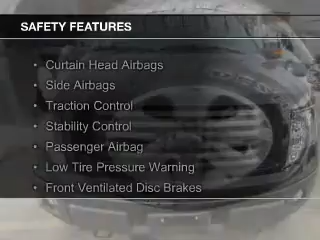 SAFETY FEATURES
• Curtain Head Airbags
• Side Airbags
• Traction Control
• Stability Control
• Passenger Airbag
• Low Tire Pressure Warning
• Front Ventilated Disc Brakes